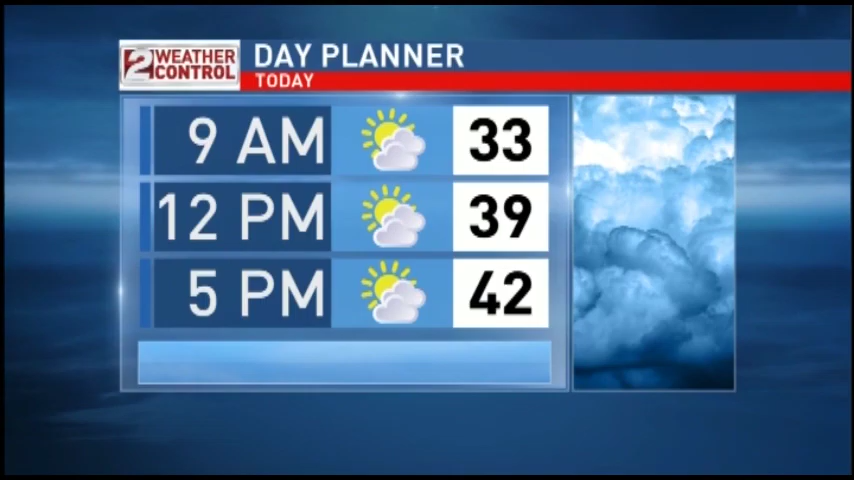 2 WEATHER CONTROL
DAY PLANNER
TODAY
9 AM 33
12 PM 39
5 PM 42